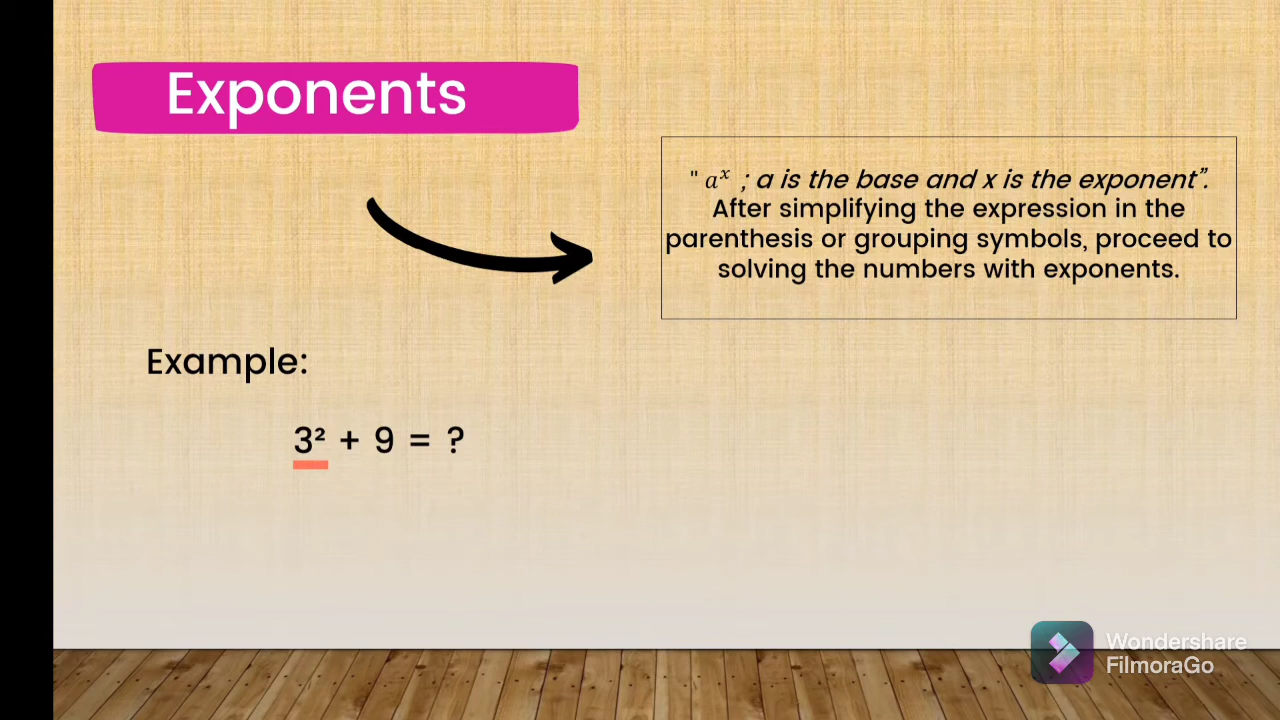 Exponents
" aˣ ; a is the base and x is the exponent”.
After simplifying the expression in the
parenthesis or grouping symbols, proceed to
solving the numbers with exponents.
Example:
3² + 9 = ?
Wondershare
FilmoraGo